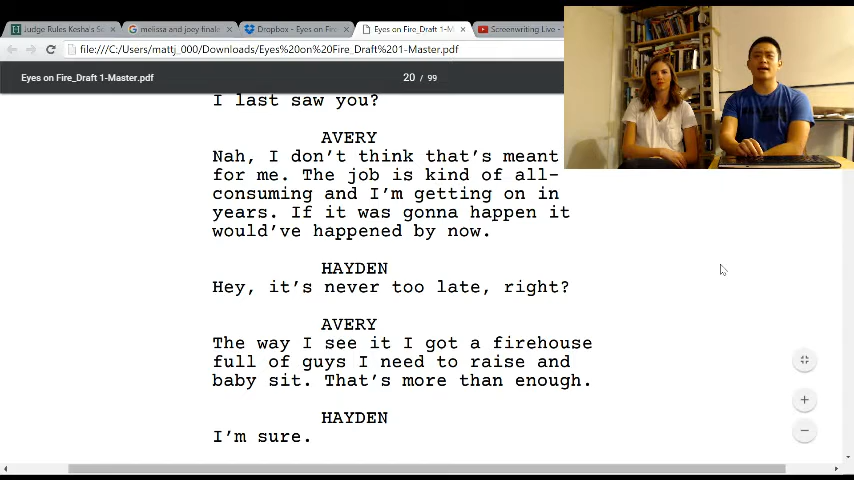 Judge Rules Kesha's S
melissa and joey finale
Dropbox - Eyes on Fire
Eyes on Fire_Draft 1-M
Screenwriting Live -
file:///C:/Users/mattj_000/Downloads/Eyes%20on%20Fire_Draft%201-Master.pdf
Eyes on Fire_Draft 1-Master.pdf
20 / 99
I last saw you?
AVERY
Nah, I don't think that's meant
for me. The job is kind of all-
consuming and I'm getting on in
years. If it was gonna happen it
would've happened by now.
HAYDEN
Hey, it's never too late, right?
AVERY
The way I see it I got a firehouse
full of guys I need to raise and
baby sit. That's more than enough.
HAYDEN
I'm sure.